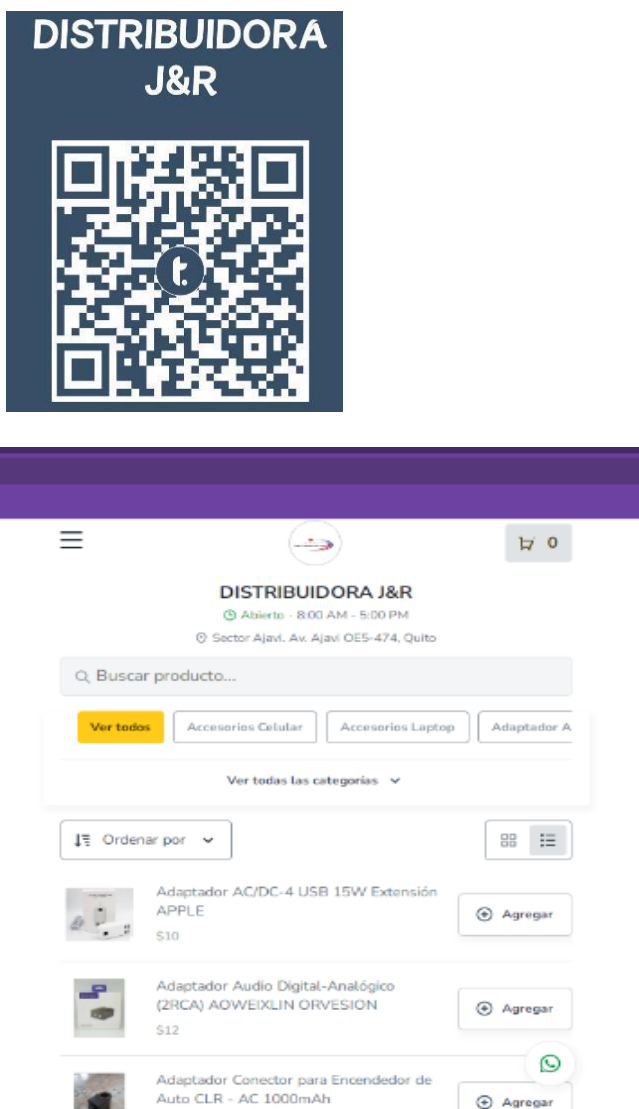 DISTRIBUIDORA
J&R
t.
DISTRIBUIDORA J&R
0
Abierto - 8:00 AM - 5:00 PM
Sector Ajavi. Av. Ajavi OE5-474, Quito
Buscar producto...
Ver todos
Accesorios Celular
Accesorios Laptop
Adaptador A
Ver todas las categorías
Ordenar por
Adaptador AC/DC-4 USB 15W Extensión
APPLE
$10
Agregar
Adaptador Audio Digital-Analógico
(2RCA) AOWEIXLIN ORVESION
$12
Agregar
Adaptador Conector para Encendedor de
Auto CLR - AC 1000mAh
Agregar